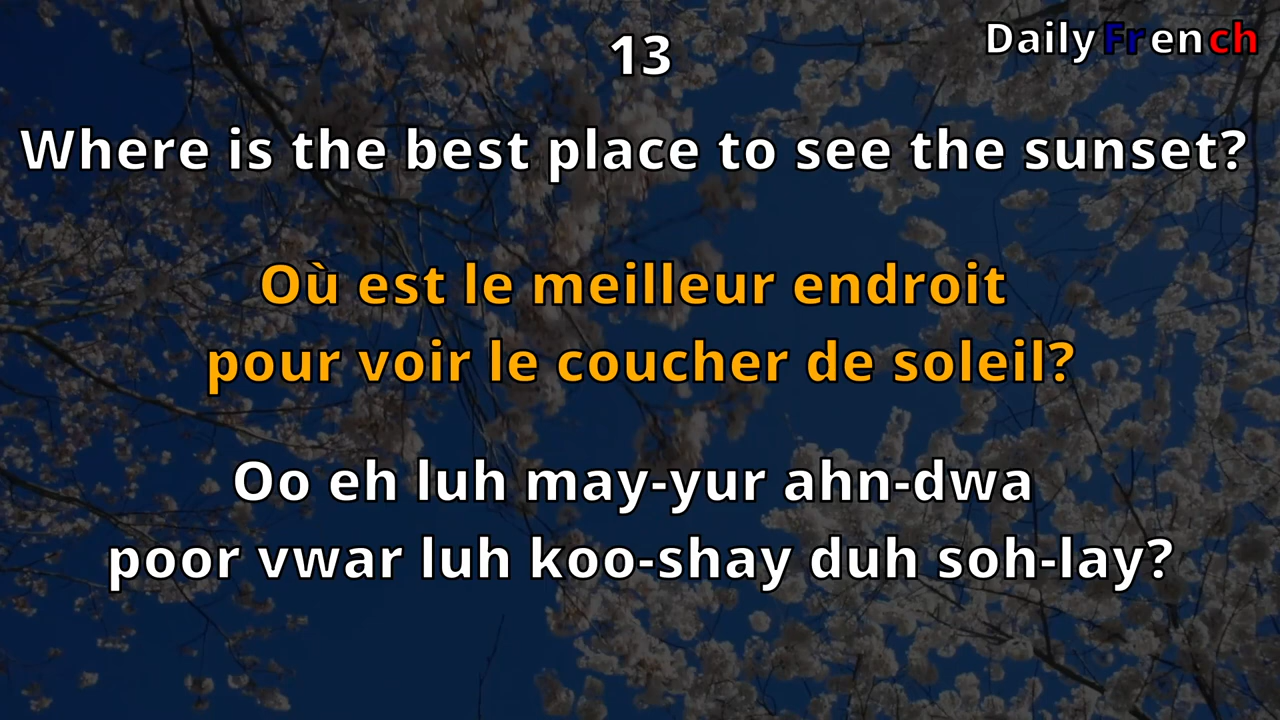 13
Daily French
Where is the best place to see the sunset?
Où est le meilleur endroit
pour voir le coucher de soleil?
Oo eh luh may-yur ahn-dwa
poor vwar luh koo-shay duh soh-lay?